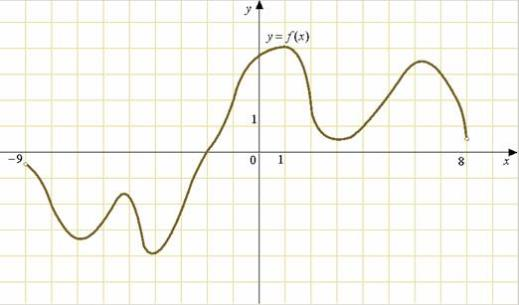 y
y = f(x)
1
−9 0 1 8 x